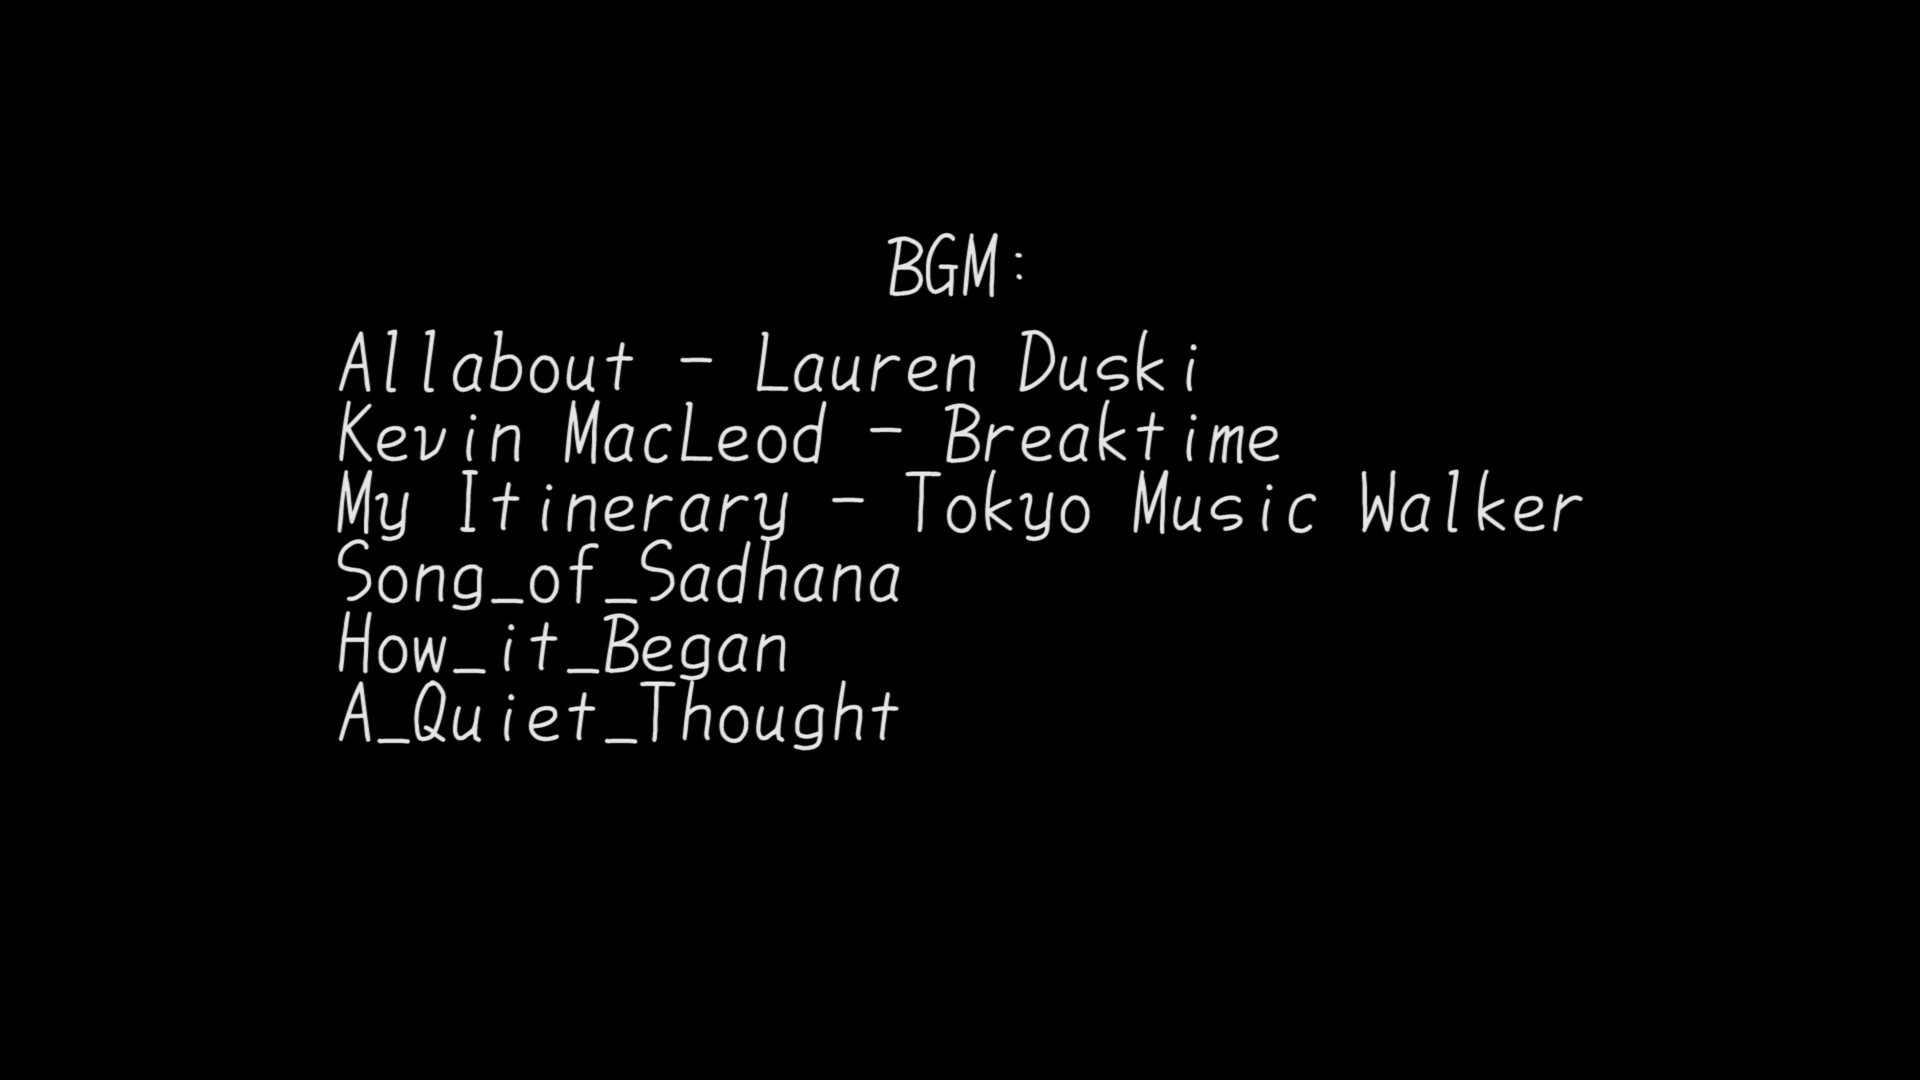 BGM:
Allabout - Lauren Duski
Kevin MacLeod - Breaktime
My Itinerary - Tokyo Music Walker
Song_of_Sadhana
How_it_Began
A_Quiet_Thought